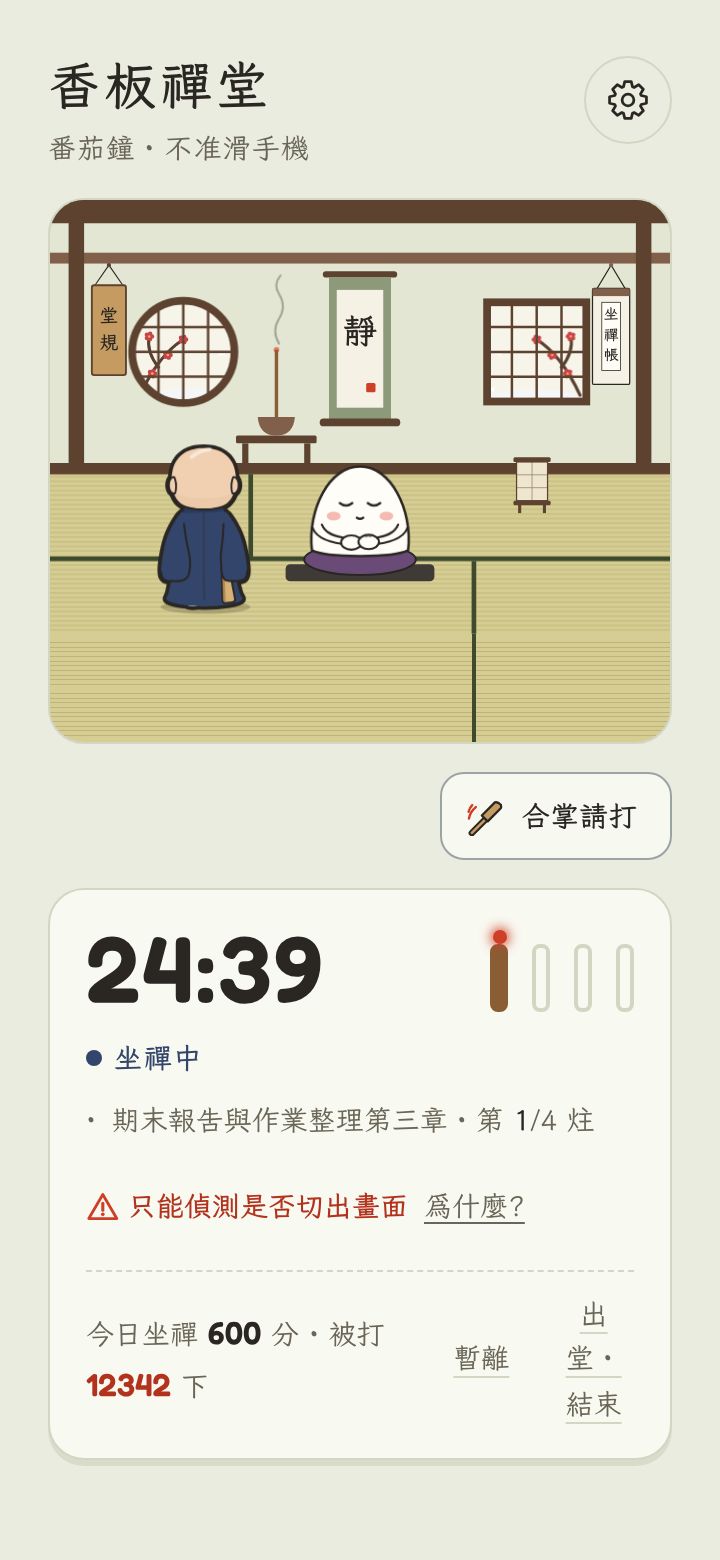 香板禪堂
番茄鐘・不准滑手機
堂規
靜
坐禪帳
合掌請打
24:39
坐禪中
・ 期末報告與作業整理第三章・第 1/4 炷
只能偵測是否切出畫面 爲什麼?
今日坐禪 600 分・被打
12342 下
暫離
出
堂・
結束